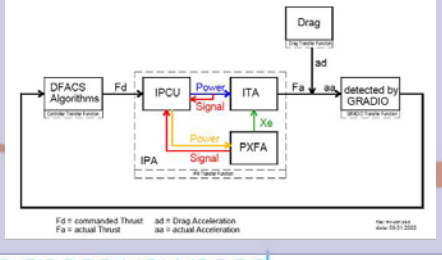 Drag
Drag Transfer Function
ad
DFACS
Algorithms
Controller Transfer Function
Fd
IPCU
Power
Signal
ITA
Fa
aa
detected by
GRADIO
GRADIO Transfer Function
Xe
Power
Signal
PXFA
IPA
IPA Transfer Function
Fd = commanded Thrust ad = Drag Acceleration
Fa = actual Thrust aa = actual Acceleration